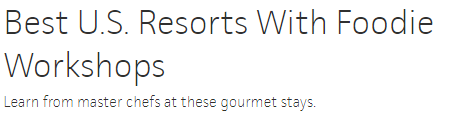 Best U.S. Resorts With Foodie
Workshops
Learn from master chefs at these gourmet stays.